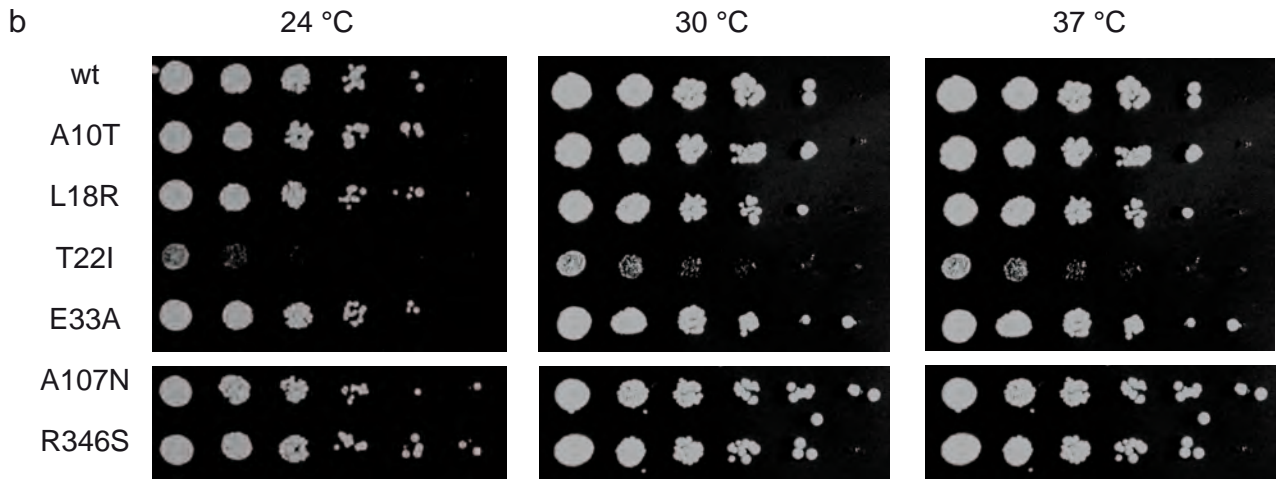 b
24 °C 30 °C 37 °C
wt
A10T
L18R
T22I
E33A
A107N
R346S